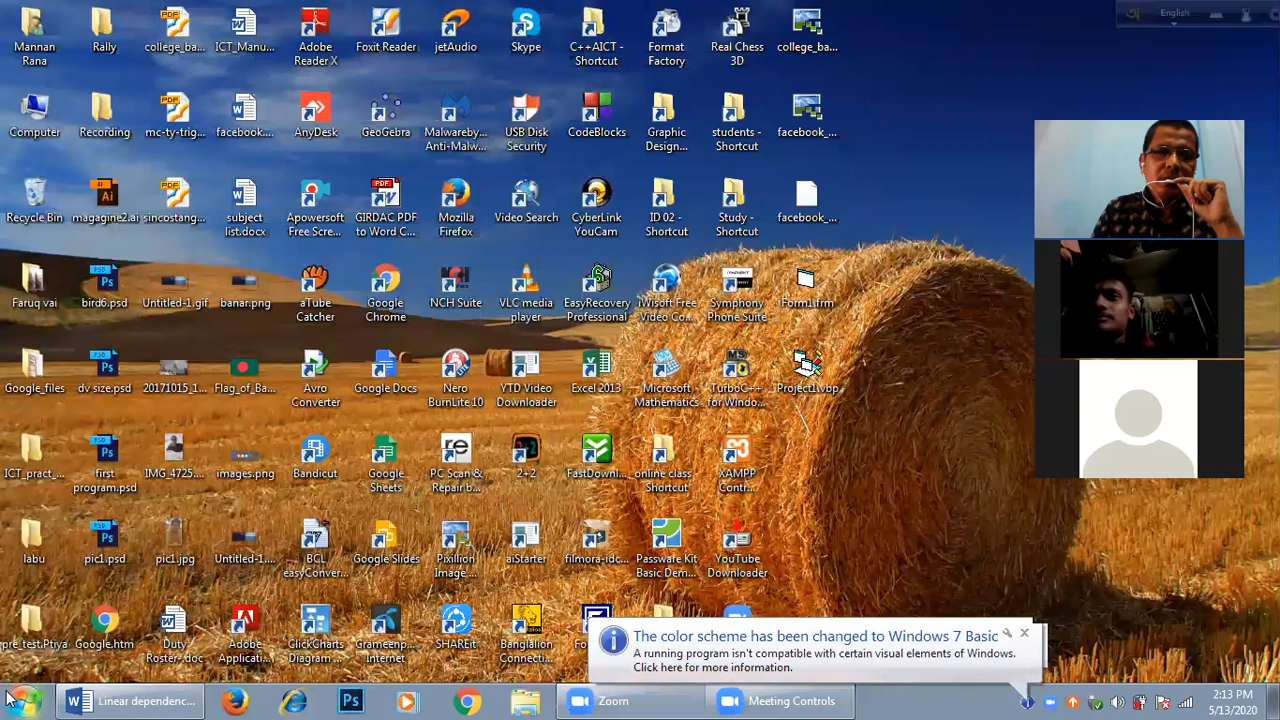 English
Mannan
Rana
Rally
college_ba...
ICT_Manu...
Adobe
Reader X
Foxit Reader
jetAudio
Skype
C++AICT -
Shortcut
Format
Factory
Real Chess
3D
college_ba...
Computer
Recording
mc-ty-trig...
facebook....
AnyDesk
GeoGebra
Malwareby...
Anti-Malw...
USB Disk
Security
CodeBlocks
Graphic
Design...
students -
Shortcut
facebook_...
Recycle Bin
magagine2.ai
sincostang...
subject
list.docx
Apowersoft
Free Scre...
GIRDAC PDF
to Word C...
Mozilla
Firefox
Video Search
CyberLink
YouCam
ID 02 -
Shortcut
Study -
Shortcut
facebook_...
Faruq vai
bird6.psd
Untitled-1.gif
banar.png
aTube
Catcher
Google
Chrome
NCH Suite
VLC media
player
EasyRecovery
Professional
iWisoft Free
Video Co...
Symphony
Phone Suite
Form1.frm
Google_files
dv size.psd
20171015_1...
Flag_of_Ba...
Avro
Converter
Google Docs
Nero
BurnLite 10
YTD Video
Downloader
Excel 2013
Microsoft
Mathematics
TurboC++
for Windo...
Project1.vbp
ICT_pract_...
first
program.psd
IMG_4725....
images.png
Bandicut
Google
Sheets
PC Scan &
Repair b...
2+2
FastDownl...
online class
Shortcut
XAMPP
Contr...
labu
pic1.psd
pic1.jpg
Untitled-1....
BCL
easyConver...
Google Slides
Pixillion
Image ...
aiStarter
filmora-idc...
Passware Kit
Basic Dem...
YouTube
Downloader
pre_test.Ptiya
Google.htm
Duty
Roster-.doc
Adobe
Applicati...
ClickCharts
Diagram ...
Grameenp...
Internet
SHAREit
Banglalion
Connecti...
The color scheme has been changed to Windows 7 Basic
A running program isn't compatible with certain visual elements of Windows.
Click here for more information.
Linear dependenc...
Zoom
Meeting Controls
2:13 PM
5/13/2020